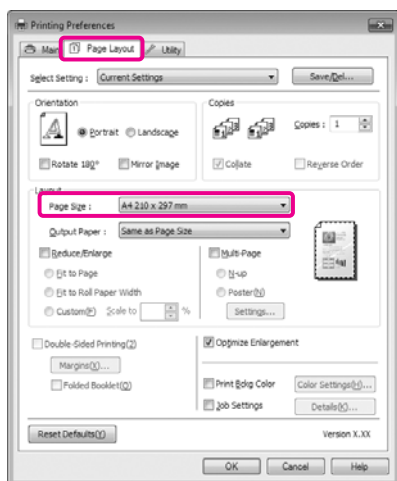 Printing Preferences
Main Page Layout Utility
Select Setting : Current Settings Save/Del...
Orientation
Portrait Landscape
Rotate 180° Mirror Image
Copies
Copies : 1
Collate Reverse Order
Layout
Page Size : A4 210 x 297 mm
Output Paper : Same as Page Size
Reduce/Enlarge
Fit to Page
Fit to Roll Paper Width
Custom(F) Scale to %
Multi-Page
N-up
Poster(N)
Settings...
Double-Sided Printing(2)
Margins(X)...
Folded Booklet(Q)
Optimize Enlargement
Print Bckg Color Color Settings(H)...
Job Settings Details(K)...
Reset Defaults(Y) Version X.XX
OK Cancel Help